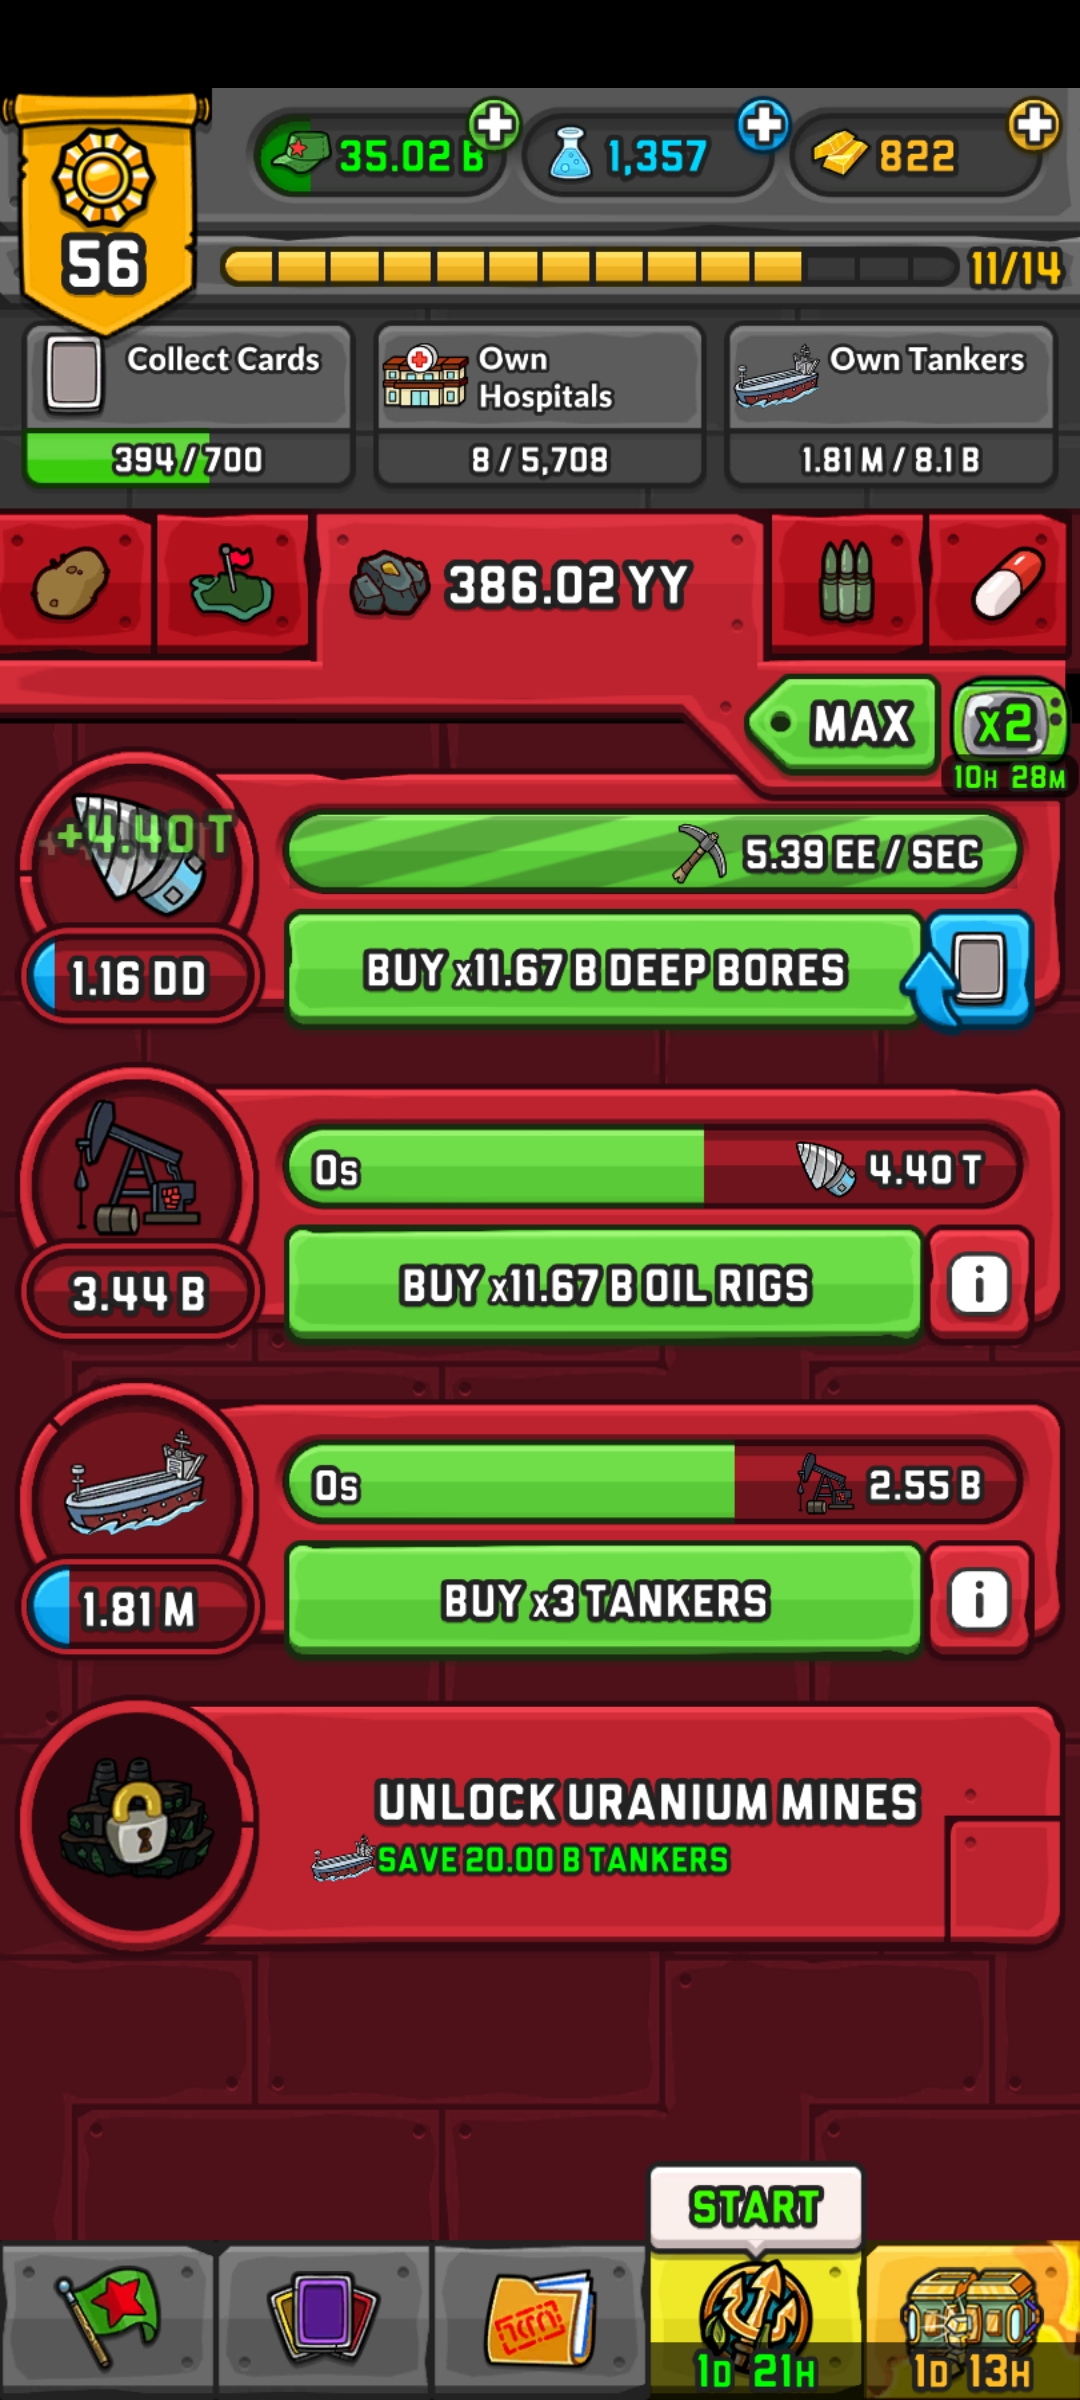 56
35.02 B
1,357
822
11/14
Collect Cards
394 / 700
Own
Hospitals
8 / 5,708
Own Tankers
1.81 M / 8.1 B
386.02 YY
MAX
x2
10H 28M
+4.40 T
5.39 EE / SEC
1.16 DD
BUY x11.67 B DEEP BORES
0s
4.40 T
3.44 B
BUY x11.67 B OIL RIGS
i
0s
2.55 B
1.81 M
BUY x3 TANKERS
i
UNLOCK URANIUM MINES
SAVE 20.00 B TANKERS
START
1D 21H
1D 13H